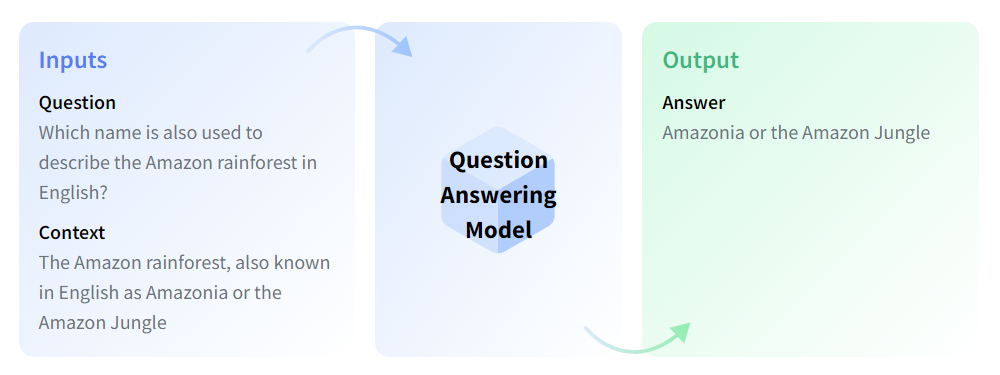 Inputs
Question
Which name is also used to
describe the Amazon rainforest in
English?
Context
The Amazon rainforest, also known
in English as Amazonia or the
Amazon Jungle
Question
Answering
Model
Output
Answer
Amazonia or the Amazon Jungle